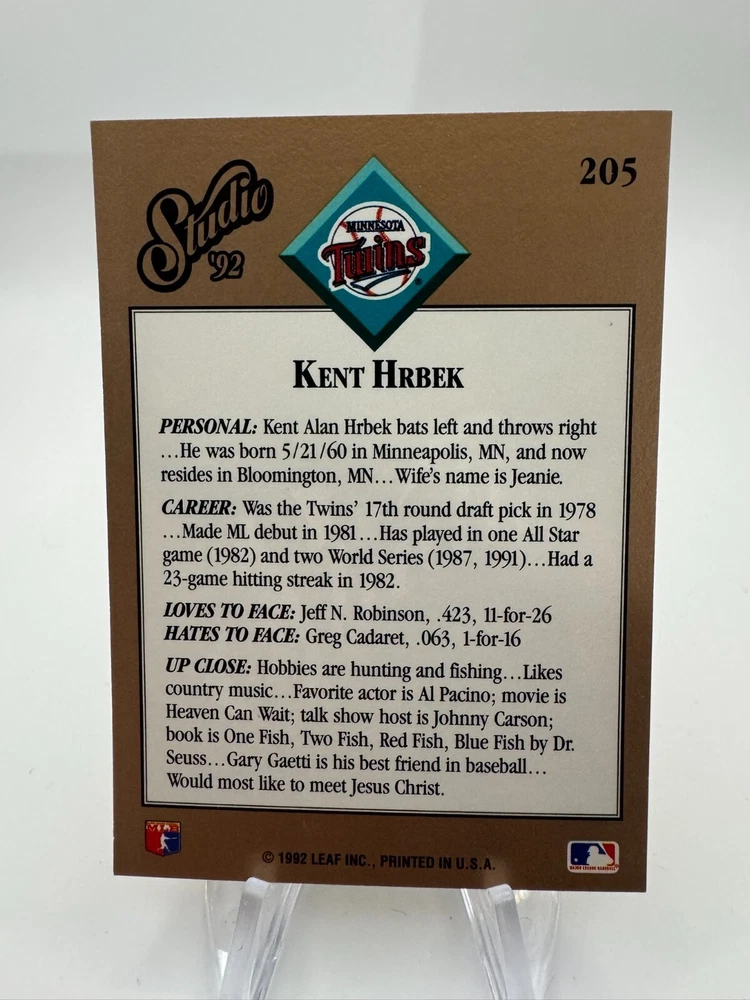 Studio
'92
MINNESOTA
Twins
®
205
KENT HRBEK
PERSONAL: Kent Alan Hrbek bats left and throws right
...He was born 5/21/60 in Minneapolis, MN, and now
resides in Bloomington, MN...Wife's name is Jeanie.
CAREER: Was the Twins' 17th round draft pick in 1978
...Made ML debut in 1981...Has played in one All Star
game (1982) and two World Series (1987, 1991)...Had a
23-game hitting streak in 1982.
LOVES TO FACE: Jeff N. Robinson, .423, 11-for-26
HATES TO FACE: Greg Cadaret, .063, 1-for-16
UP CLOSE: Hobbies are hunting and fishing...Likes
country music...Favorite actor is Al Pacino; movie is
Heaven Can Wait; talk show host is Johnny Carson;
book is One Fish, Two Fish, Red Fish, Blue Fish by Dr.
Seuss...Gary Gaetti is his best friend in baseball...
Would most like to meet Jesus Christ.
MLB
© 1992 LEAF INC., PRINTED IN U.S.A.
MAJOR LEAGUE BASEBALL